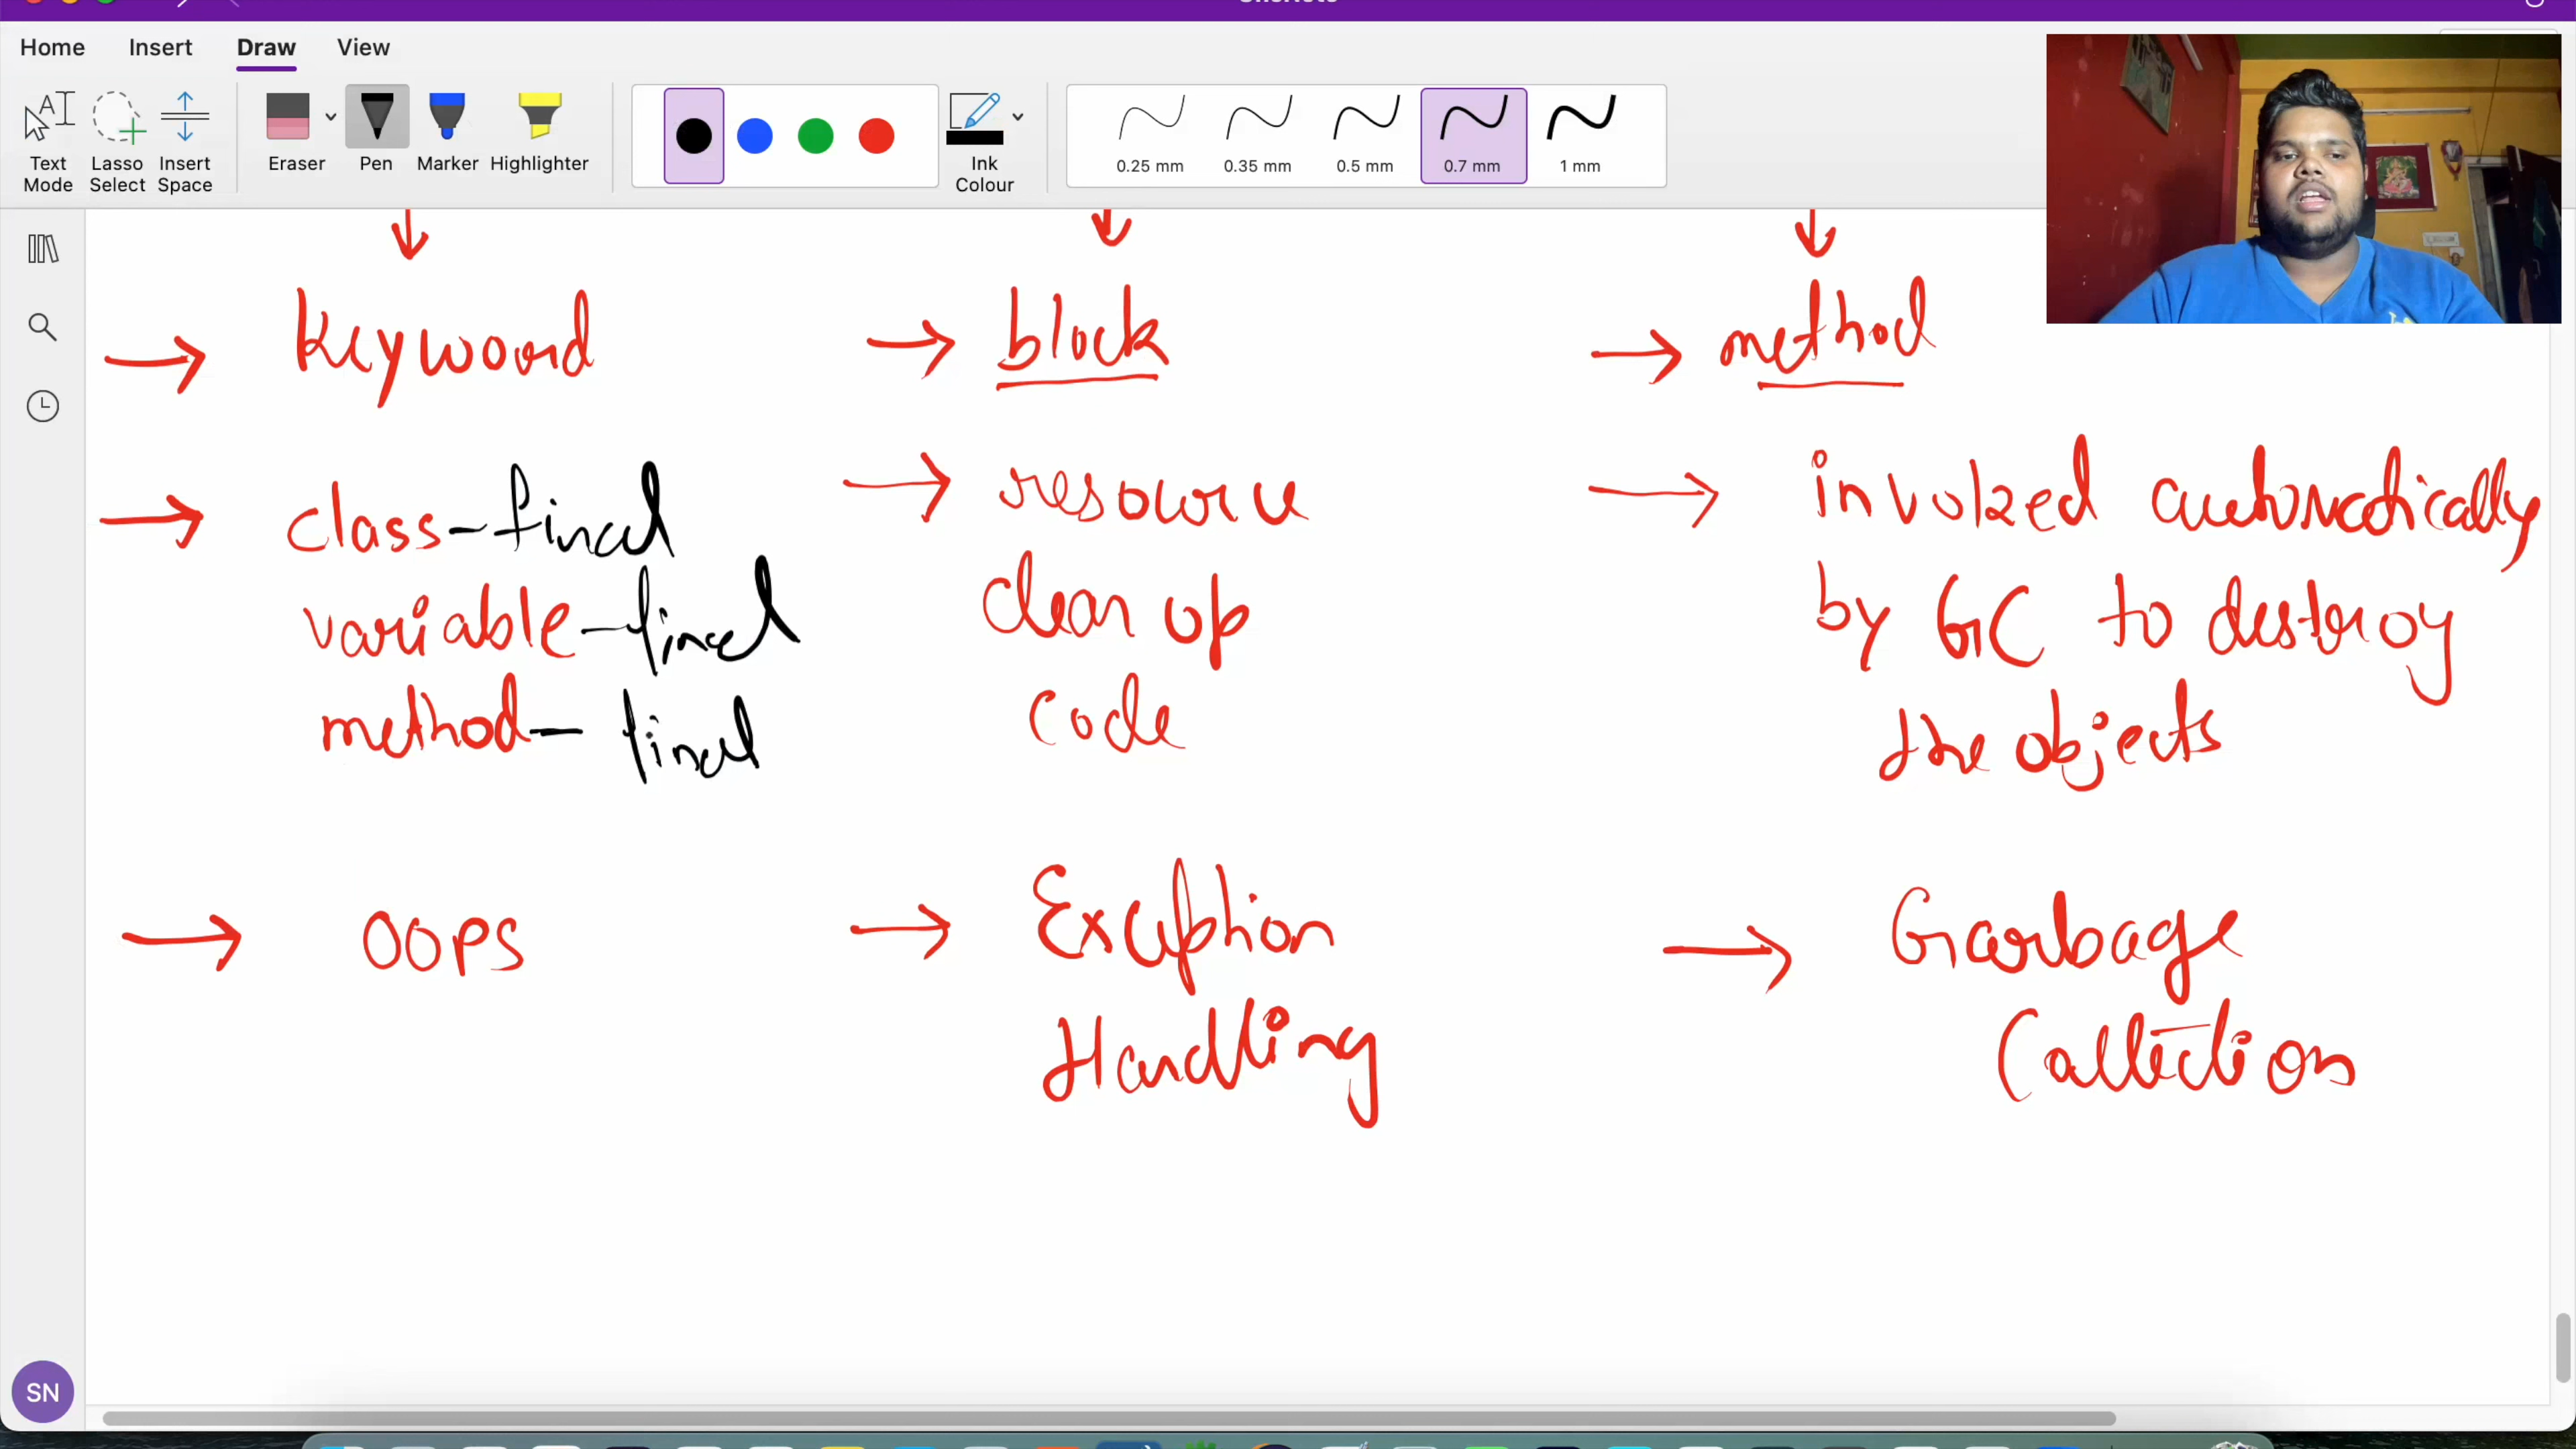 Home Insert Draw View
Text Mode
Lasso Select
Insert Space
Eraser
Pen
Marker
Highlighter
Ink Colour
0.25 mm
0.35 mm
0.5 mm
0.7 mm
1 mm
→ Keyword
→ block
→ method
→ class - final
variable - final
method - final
→ resource
clean up
code
→ invoked automatically
by GC to destroy
the objects
→ OOPS
→ Exception
Handling
→ Garbage
Collection
SN